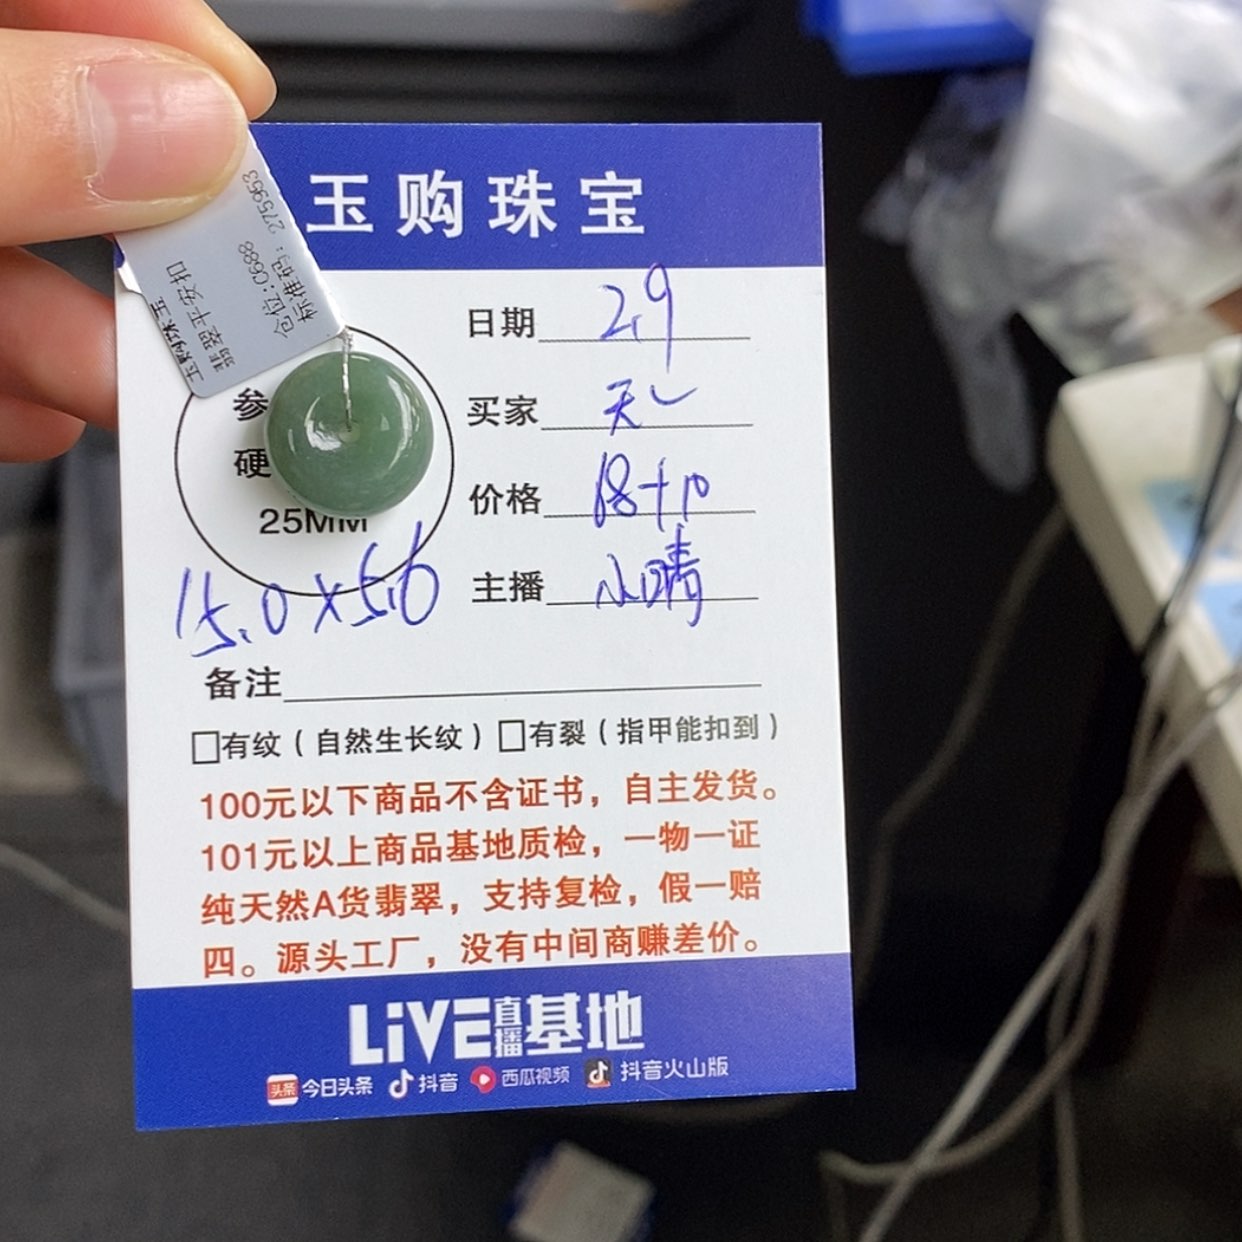 玉购珠宝
玉购珠宝
翡翠平安扣
仓位:C688
标准码:275953
日期 2.9
买家
价格 18+10
主播 小晴
参
硬
25MM
15.0×5.6
备注
□有纹(自然生长纹)□有裂(指甲能扣到)
100元以下商品不含证书,自主发货。
101元以上商品基地质检,一物一证
纯天然A货翡翠,支持复检,假一赔
四。源头工厂,没有中间商赚差价。
LiVE直播基地
头条 今日头条 抖音 西瓜视频 抖音火山版